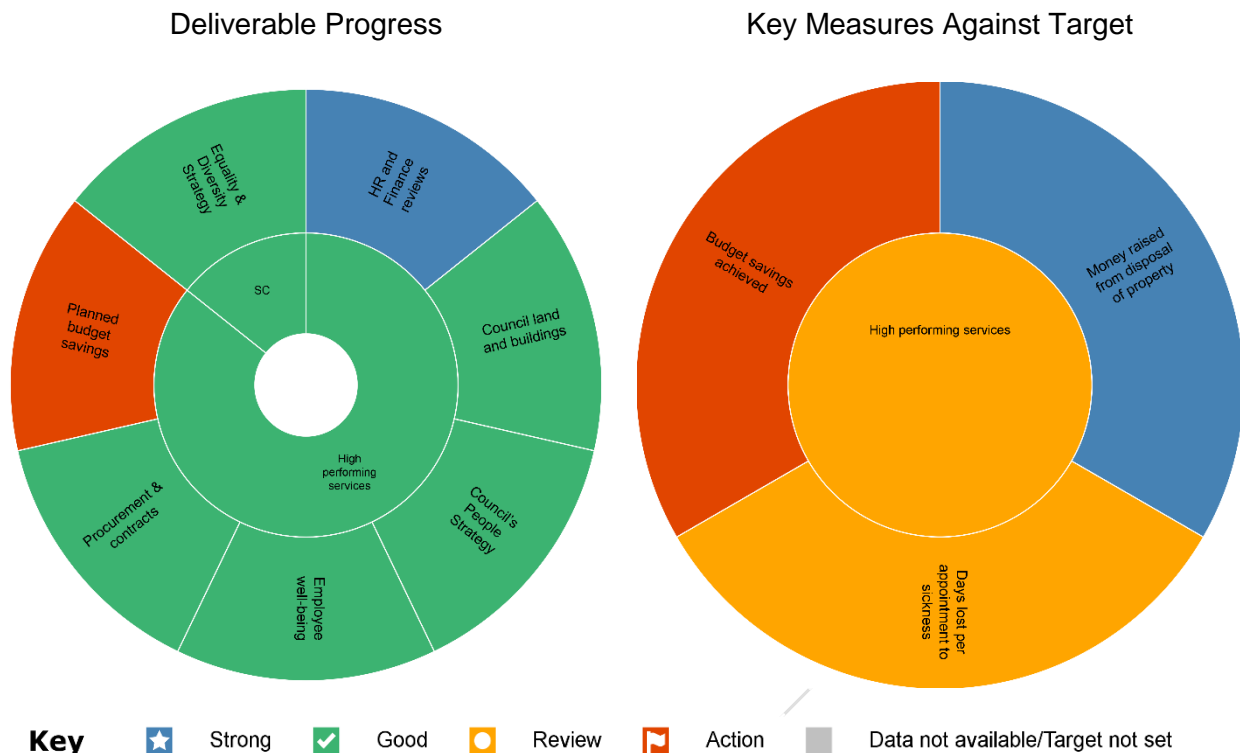 Deliverable Progress
Key Measures Against Target
Equality &
Diversity
Strategy
HR and
Finance
reviews
Planned
budget
savings
SC
Council land
and buildings
High
performing
services
Procurement &
contracts
Council's
People
Strategy
Employee
well-being
Budget savings
achieved
Money raised
from disposal
of property
High performing services
Days lost per
appointment to
sickness
Key
Strong
Good
Review
Action
Data not available/Target not set